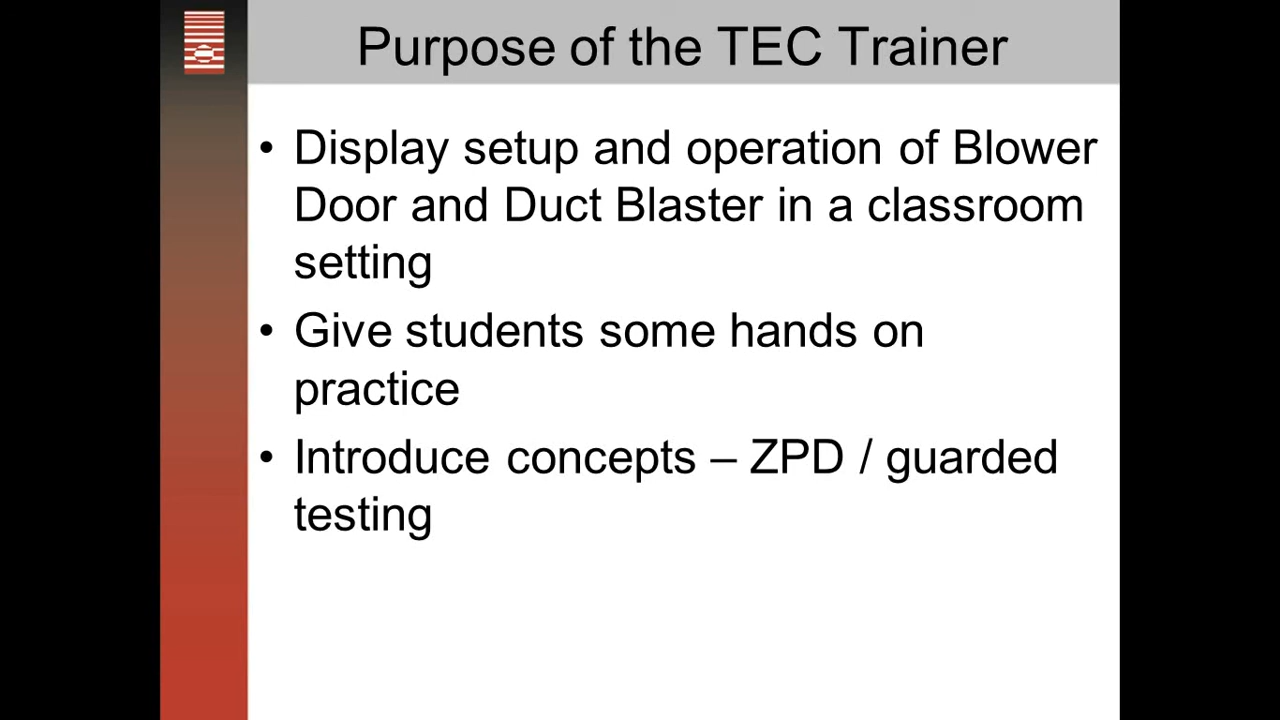 Purpose of the TEC Trainer
• Display setup and operation of Blower
Door and Duct Blaster in a classroom
setting
• Give students some hands on
practice
• Introduce concepts – ZPD / guarded
testing